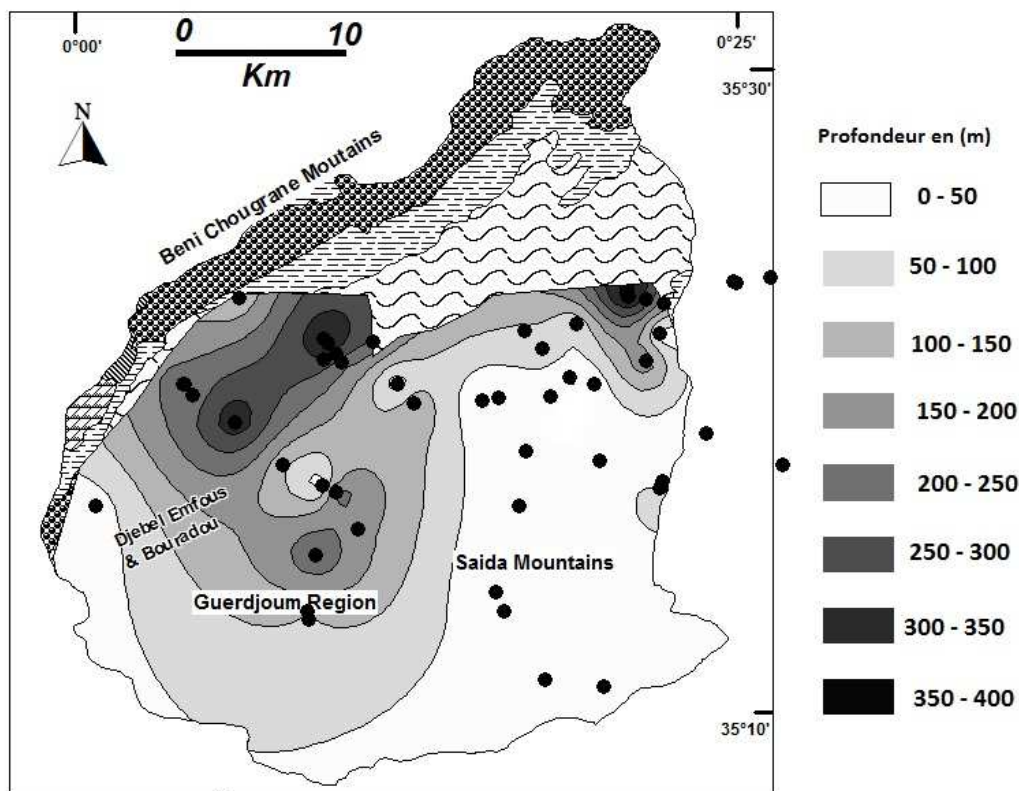 0°00'
0 10
Km
0°25'
35°30'
N
Beni Chougrane Moutains
Profondeur en (m)
0 - 50
50 - 100
100 - 150
150 - 200
200 - 250
250 - 300
300 - 350
350 - 400
Djebel Emfous
& Bouradou
Saida Mountains
Guerdjoum Region
35°10'